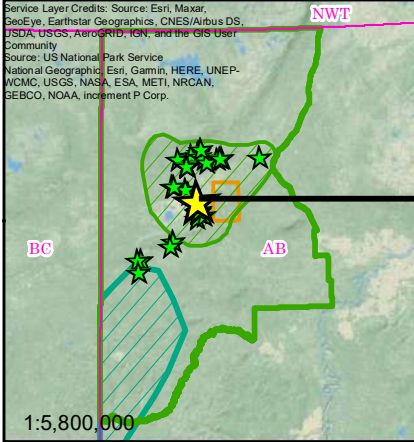 Service Layer Credits: Source: Esri, Maxar,
GeoEye, Earthstar Geographics, CNES/Airbus DS,
USDA, USGS, AeroGRID, IGN, and the GIS User
Community
Source: US National Park Service
National Geographic, Esri, Garmin, HERE, UNEP-
WCMC, USGS, NASA, ESA, METI, NRCAN,
GEBCO, NOAA, increment P Corp.
NWT
BC
AB
1:5,800,000